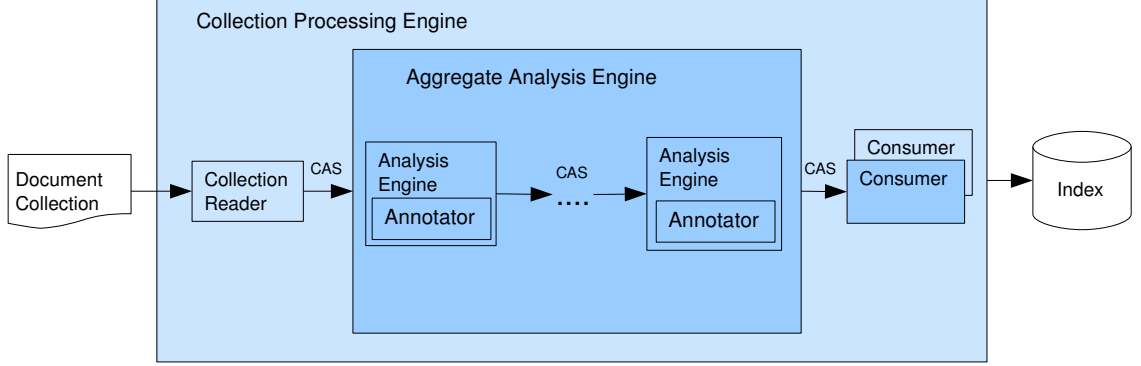 Collection Processing Engine
Aggregate Analysis Engine
Document
Collection
Collection
Reader
CAS
Analysis
Engine
Annotator
CAS
....
Analysis
Engine
Annotator
CAS
Consumer
Consumer
Index